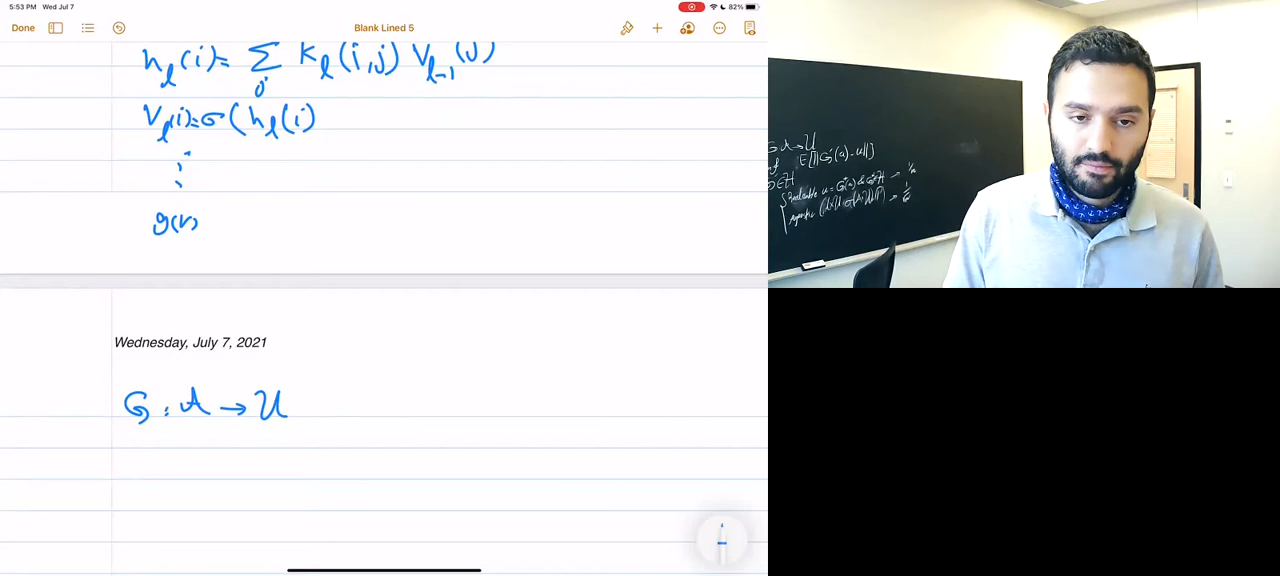 5:53 PM Wed Jul 7
82%
Done
Blank Lined 5
h_ℓ(i)= Σ_j K_ℓ(i,j) V_{ℓ-1}(j)
V_ℓ(i)=σ(h_ℓ(i)
⋮
g(v)
Wednesday, July 7, 2021
G : A → U
A → U
E[||G(a)-u||]